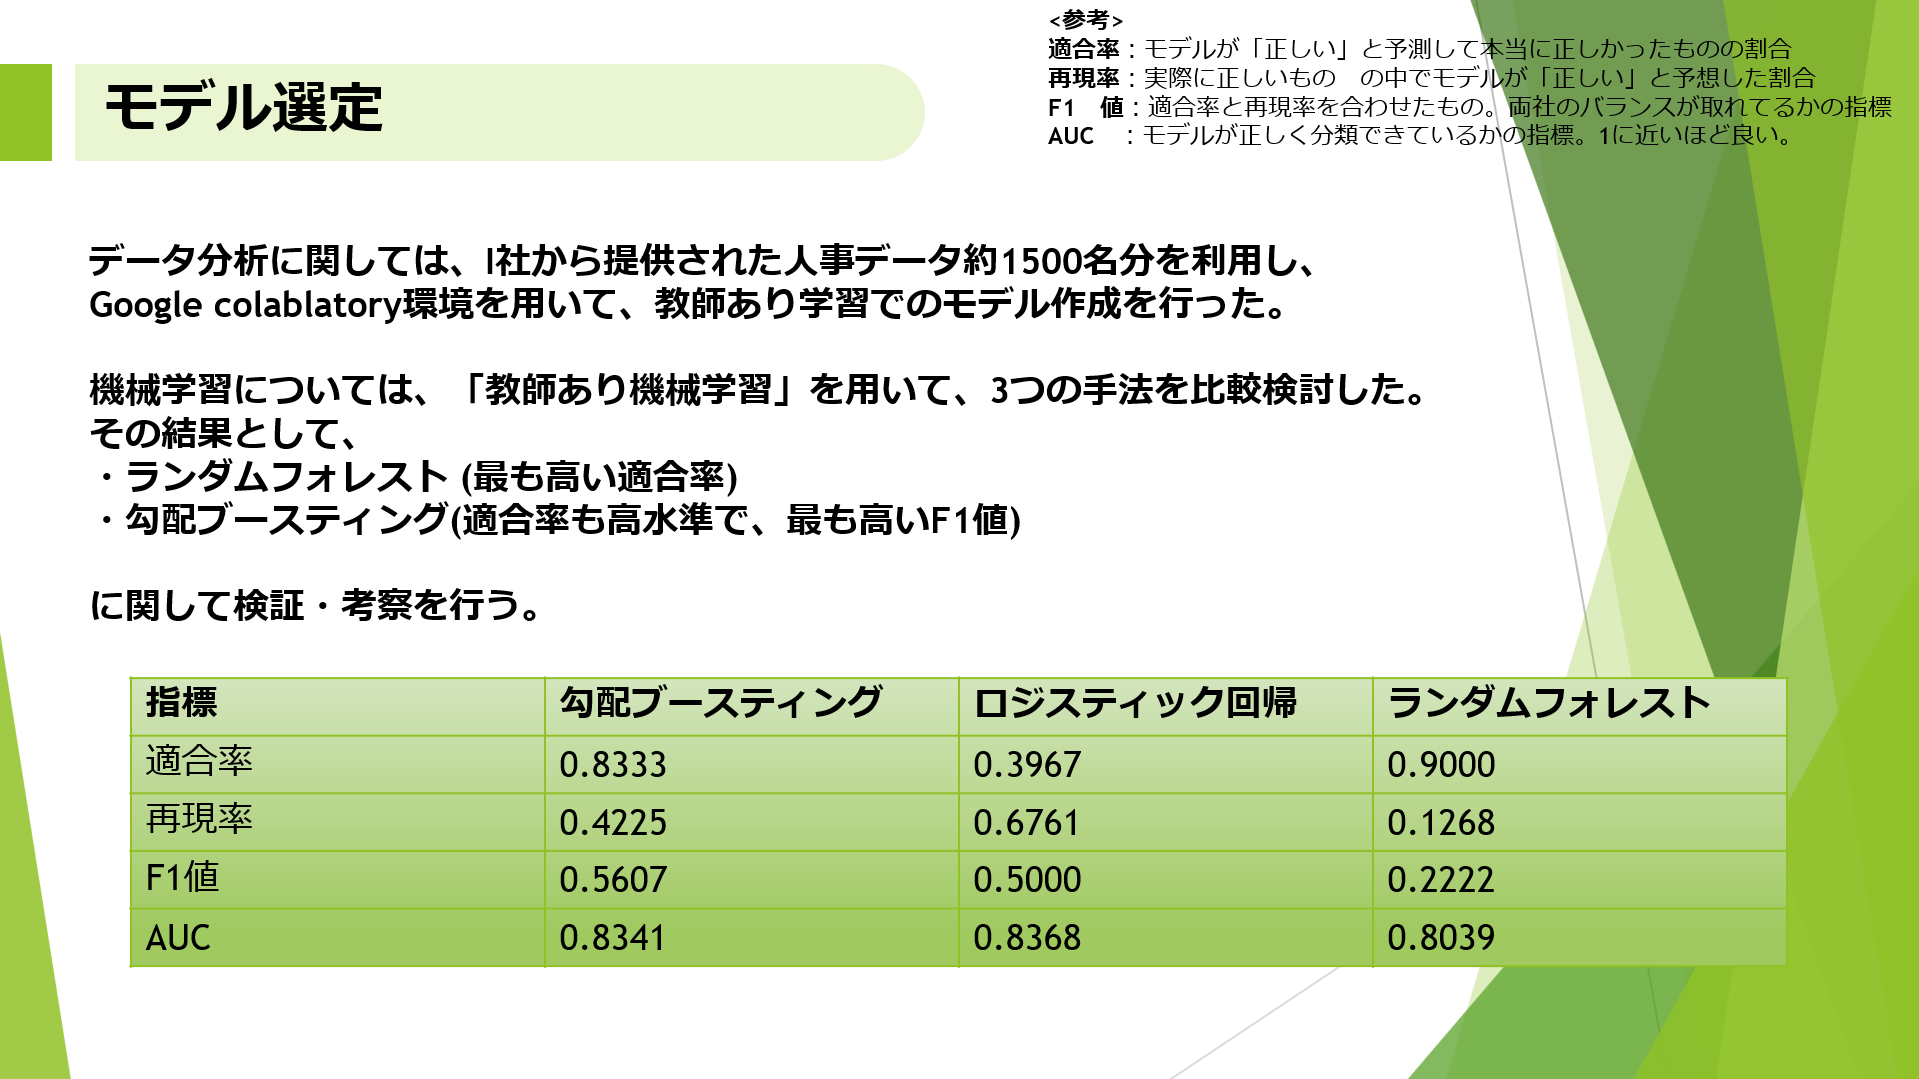 <参考>
適合率：モデルが「正しい」と予測して本当に正しかったものの割合
再現率：実際に正しいもの　の中でモデルが「正しい」と予想した割合
F1　値：適合率と再現率を合わせたもの。両社のバランスが取れてるかの指標
AUC　：モデルが正しく分類できているかの指標。1に近いほど良い。
モデル選定
データ分析に関しては、I社から提供された人事データ約1500名分を利用し、
Google colablatory環境を用いて、教師あり学習でのモデル作成を行った。
機械学習については、「教師あり機械学習」を用いて、3つの手法を比較検討した。
その結果として、
・ランダムフォレスト (最も高い適合率)
・勾配ブースティング(適合率も高水準で、最も高いF1値)
に関して検証・考察を行う。
指標 勾配ブースティング ロジスティック回帰 ランダムフォレスト
適合率 0.8333 0.3967 0.9000
再現率 0.4225 0.6761 0.1268
F1値 0.5607 0.5000 0.2222
AUC 0.8341 0.8368 0.8039